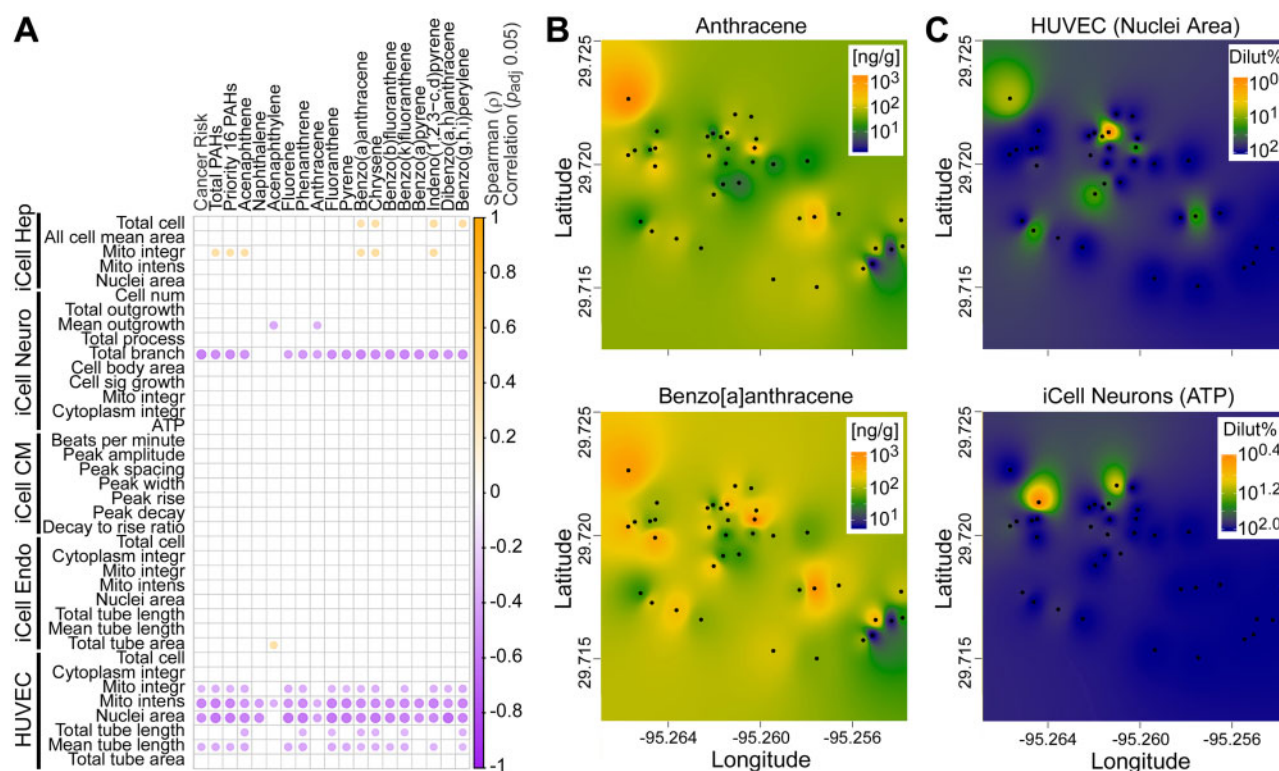 A
B
C
Cancer Risk
Total PAHs
Priority 16 PAHs
Acenaphthene
Naphthalene
Acenaphthylene
Fluorene
Phenanthrene
Anthracene
Fluoranthene
Pyrene
Benzo(a)anthracene
Chrysene
Benzo(b)fluoranthene
Benzo(k)fluoranthene
Benzo(a)pyrene
Indeno(1,2,3−c,d)pyrene
Dibenzo(a,h)anthracene
Benzo(g,h,i)perylene
Spearman (ρ)
Correlation (padj 0.05)
iCell Hep
Total cell
All cell mean area
Mito integr
Mito intens
Nuclei area
iCell Neuro
Cell num
Total outgrowth
Mean outgrowth
Total process
Total branch
Cell body area
Cell sig growth
Mito integr
Cytoplasm integr
ATP
iCell CM
Beats per minute
Peak amplitude
Peak spacing
Peak width
Peak rise
Peak decay
Decay to rise ratio
iCell Endo
Total cell
Cytoplasm integr
Mito integr
Mito intens
Nuclei area
Total tube length
Mean tube length
Total tube area
HUVEC
Total cell
Cytoplasm integr
Mito integr
Mito intens
Nuclei area
Total tube length
Mean tube length
Total tube area
1
0.8
0.6
0.4
0.2
0
-0.2
-0.4
-0.6
-0.8
-1
Anthracene
[ng/g]
10³
10²
10¹
Latitude
29.725
29.720
29.715
Benzo[a]anthracene
[ng/g]
10³
10²
10¹
Latitude
29.725
29.720
29.715
-95.264 -95.260 -95.256
Longitude
HUVEC (Nuclei Area)
Dilut%
10⁰
10¹
10²
Latitude
29.725
29.720
29.715
iCell Neurons (ATP)
Dilut%
10⁰·⁴
10¹·²
10²·⁰
Latitude
29.725
29.720
29.715
-95.264 -95.260 -95.256
Longitude